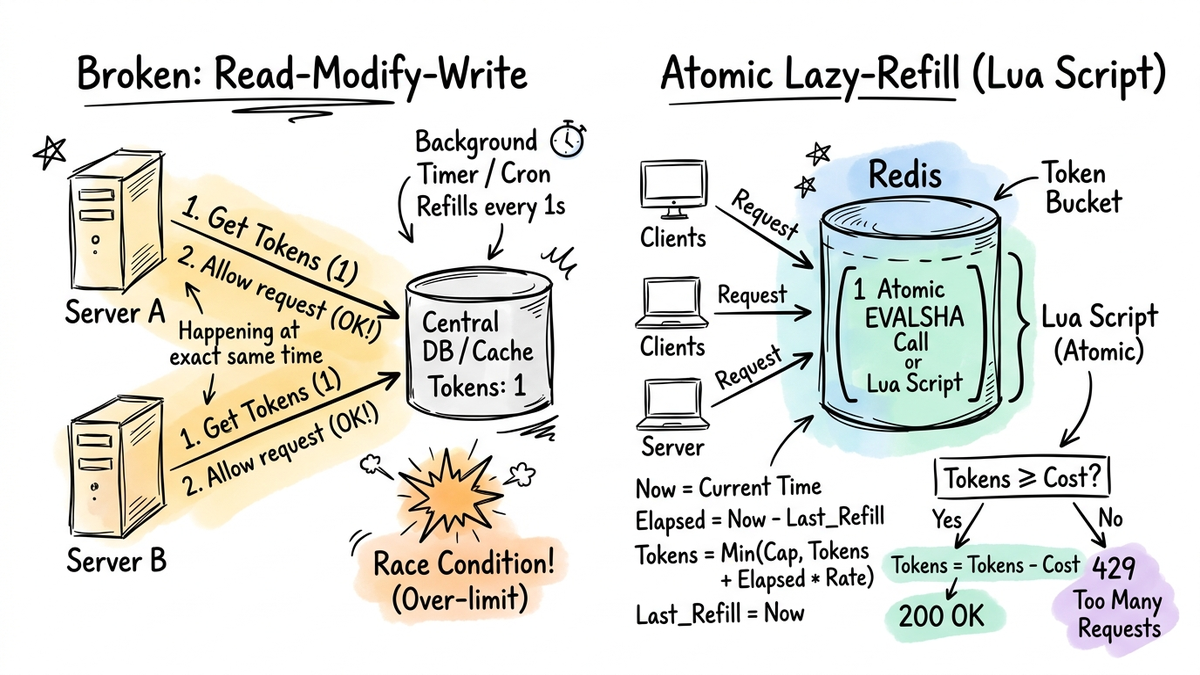 Broken: Read-Modify-Write
Background
Timer / Cron
Refills every 1s
Server A
1. Get Tokens (1)
2. Allow request (OK!)
Happening at
exact same time
1. Get Tokens (1)
2. Allow request (OK!)
Server B
Central
DB/Cache
Tokens: 1
Race Condition!
(Over-limit)
Atomic Lazy-Refill (Lua Script)
Clients
Request
Clients
Request
Server
Request
Redis
Token
Bucket
1 Atomic
EVALSHA
Call
or
Lua Script
Lua Script
(Atomic)
Now = Current Time
Elapsed = Now - Last_Refill
Tokens = Min(Cap, Tokens
+ Elapsed * Rate)
Last_Refill = Now
Tokens ≥ Cost?
Yes
No
Tokens = Tokens - Cost
200 OK
429
Too Many
Requests